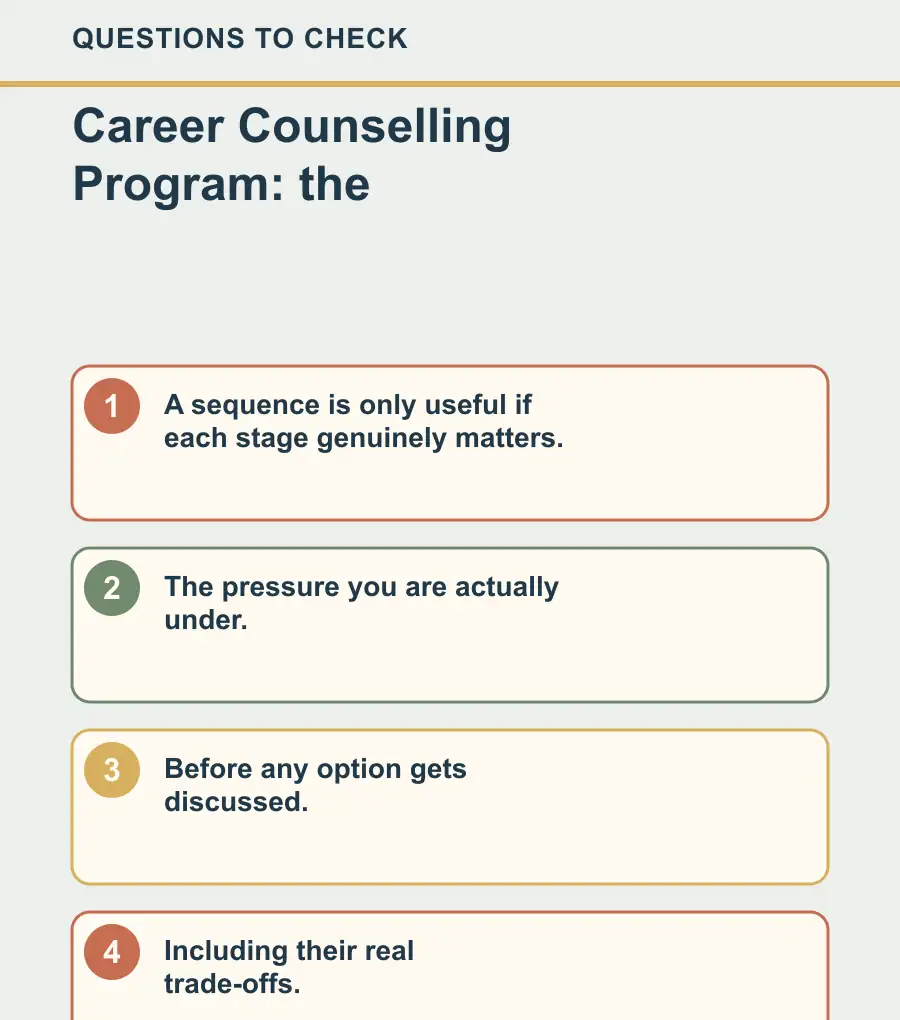 QUESTIONS TO CHECK
Career Counselling
Program: the
1
A sequence is only useful if
each stage genuinely matters.
2
The pressure you are actually
under.
3
Before any option gets
discussed.
4
Including their real
trade-offs.